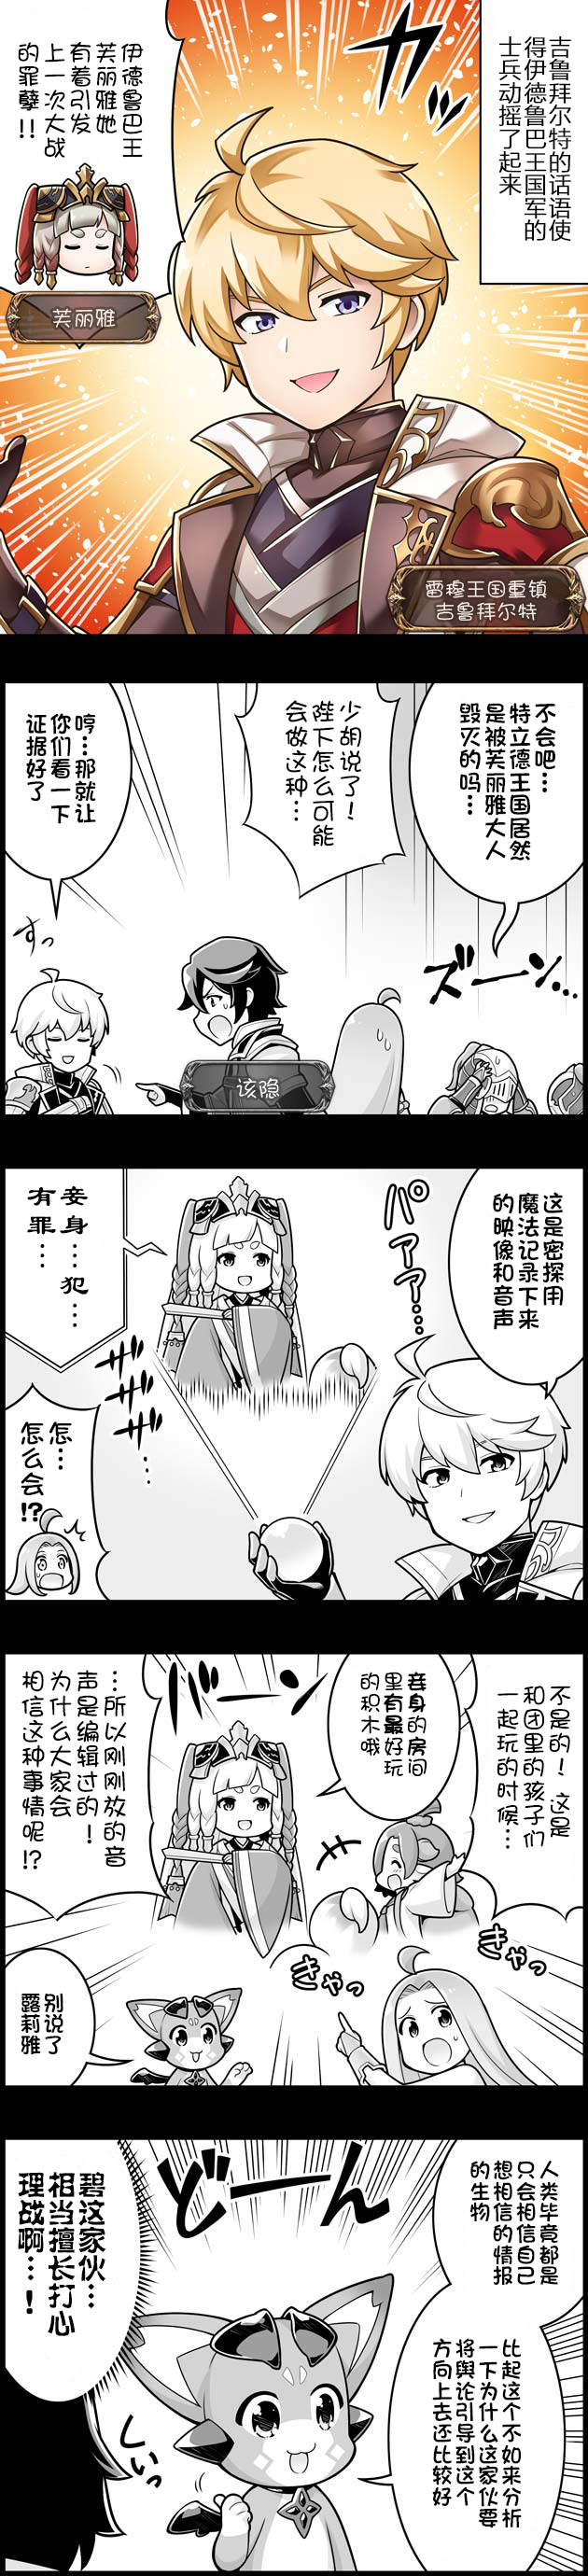 吉鲁拜尔特的话语使
得伊德鲁巴王国军的
士兵动摇了起来
ガッ
伊德鲁巴王
芙丽雅她
有着引发
上一次大战
的罪孽!!
芙丽雅
雷穆王国重镇
吉鲁拜尔特
不会吧…
特立德王国居然
是被芙丽雅大人
毁灭的吗…
少胡说了!
陛下怎么可能
会做这种…
哼…那就让
你们看一下
证据好了
ズーン…
すっ
该隐
这是密探用
魔法记录下来
的映像和音声
パァァァ…
妾身…犯…
有罪…
ザザザザ…
怎…
怎么会!?
不是的!这是
和团里的孩子们
一起玩的时候…
妾身的房间
里有最好玩
的积木哦
バーン
…所以刚刚放的音
声是编辑过的!
为什么大家会
相信这种事情呢!?
きゃっ
きゃっ
别说了
露莉雅
人类毕竟都是
只会相信自己
想相信的情报
的生物
どーん
碧这家伙…
相当擅长打心
理战啊…!
比起这个不如来分析
一下为什么这家伙要
将舆论引导到这个
方向上去还比较好
くいっ